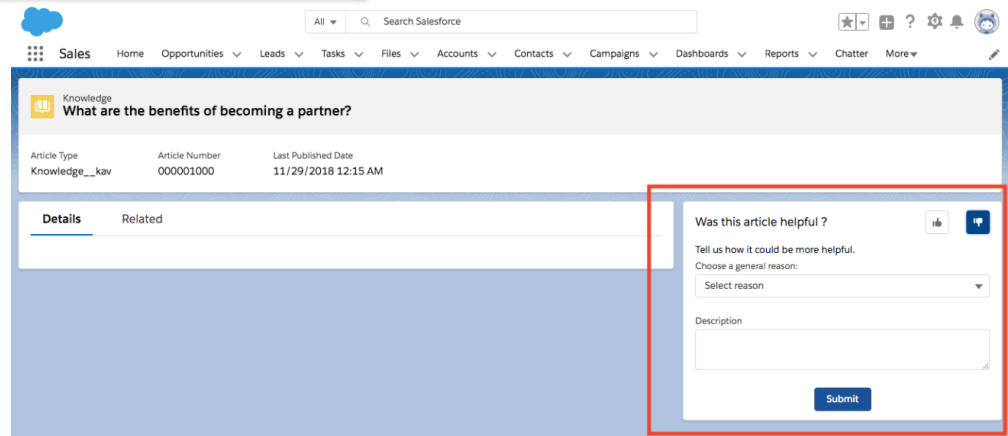 All Search Salesforce
Sales Home Opportunities Leads Tasks Files Accounts Contacts Campaigns Dashboards Reports Chatter More
Knowledge
What are the benefits of becoming a partner?
Article Type Article Number Last Published Date
Knowledge__kav 000001000 11/29/2018 12:15 AM
Details Related
Was this article helpful ?
Tell us how it could be more helpful.
Choose a general reason:
Select reason
Description
Submit